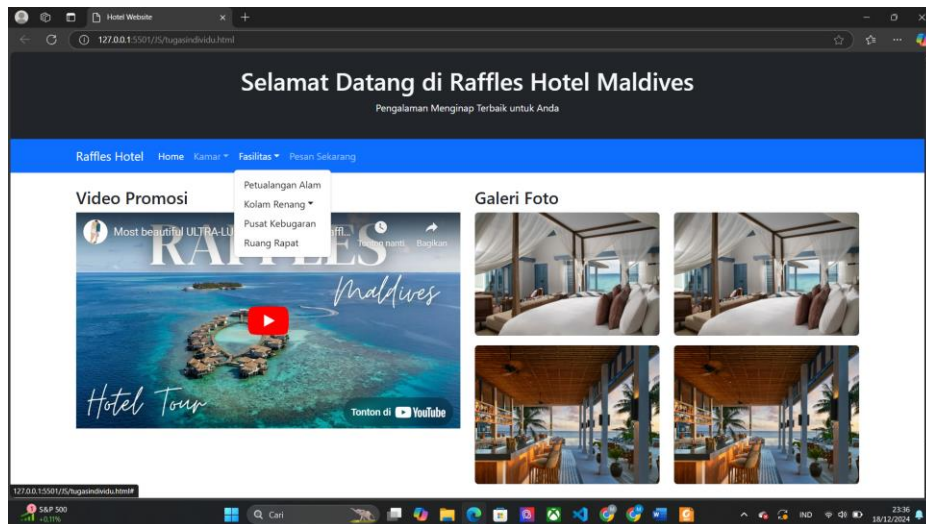 Hotel Website
127.0.0.1:5501/JS/tugasindividu.html
Selamat Datang di Raffles Hotel Maldives
Pengalaman Menginap Terbaik untuk Anda
Raffles Hotel Home Kamar Fasilitas Pesan Sekarang
Petualangan Alam
Kolam Renang
Pusat Kebugaran
Ruang Rapat
Video Promosi
Most beautiful ULTRA-LU
Tonton nanti
Bagikan
RAFFLES
Maldives
Hotel Tour
Tonton di YouTube
Galeri Foto
127.0.0.1:5501/JS/tugasindividu.html#
S&P 500
+0.11%
Cari
IND
23:36
18/12/2024